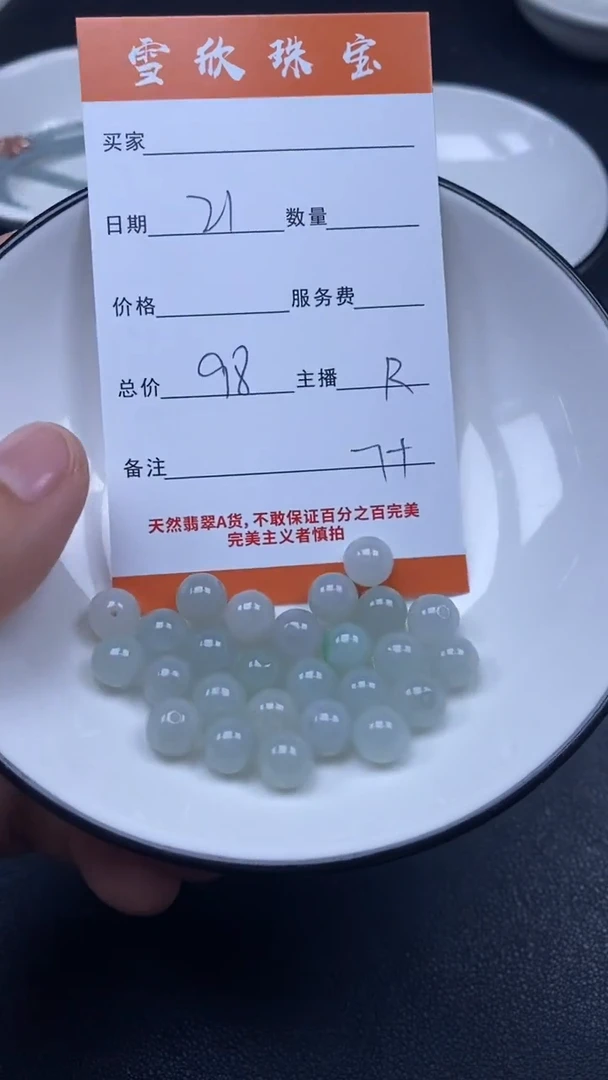 雪欣珠宝
买家
日期 21 数量
价格 服务费
总价 98 主播 R
备注 7+
天然翡翠A货,不敢保证百分之百完美
完美主义者慎拍